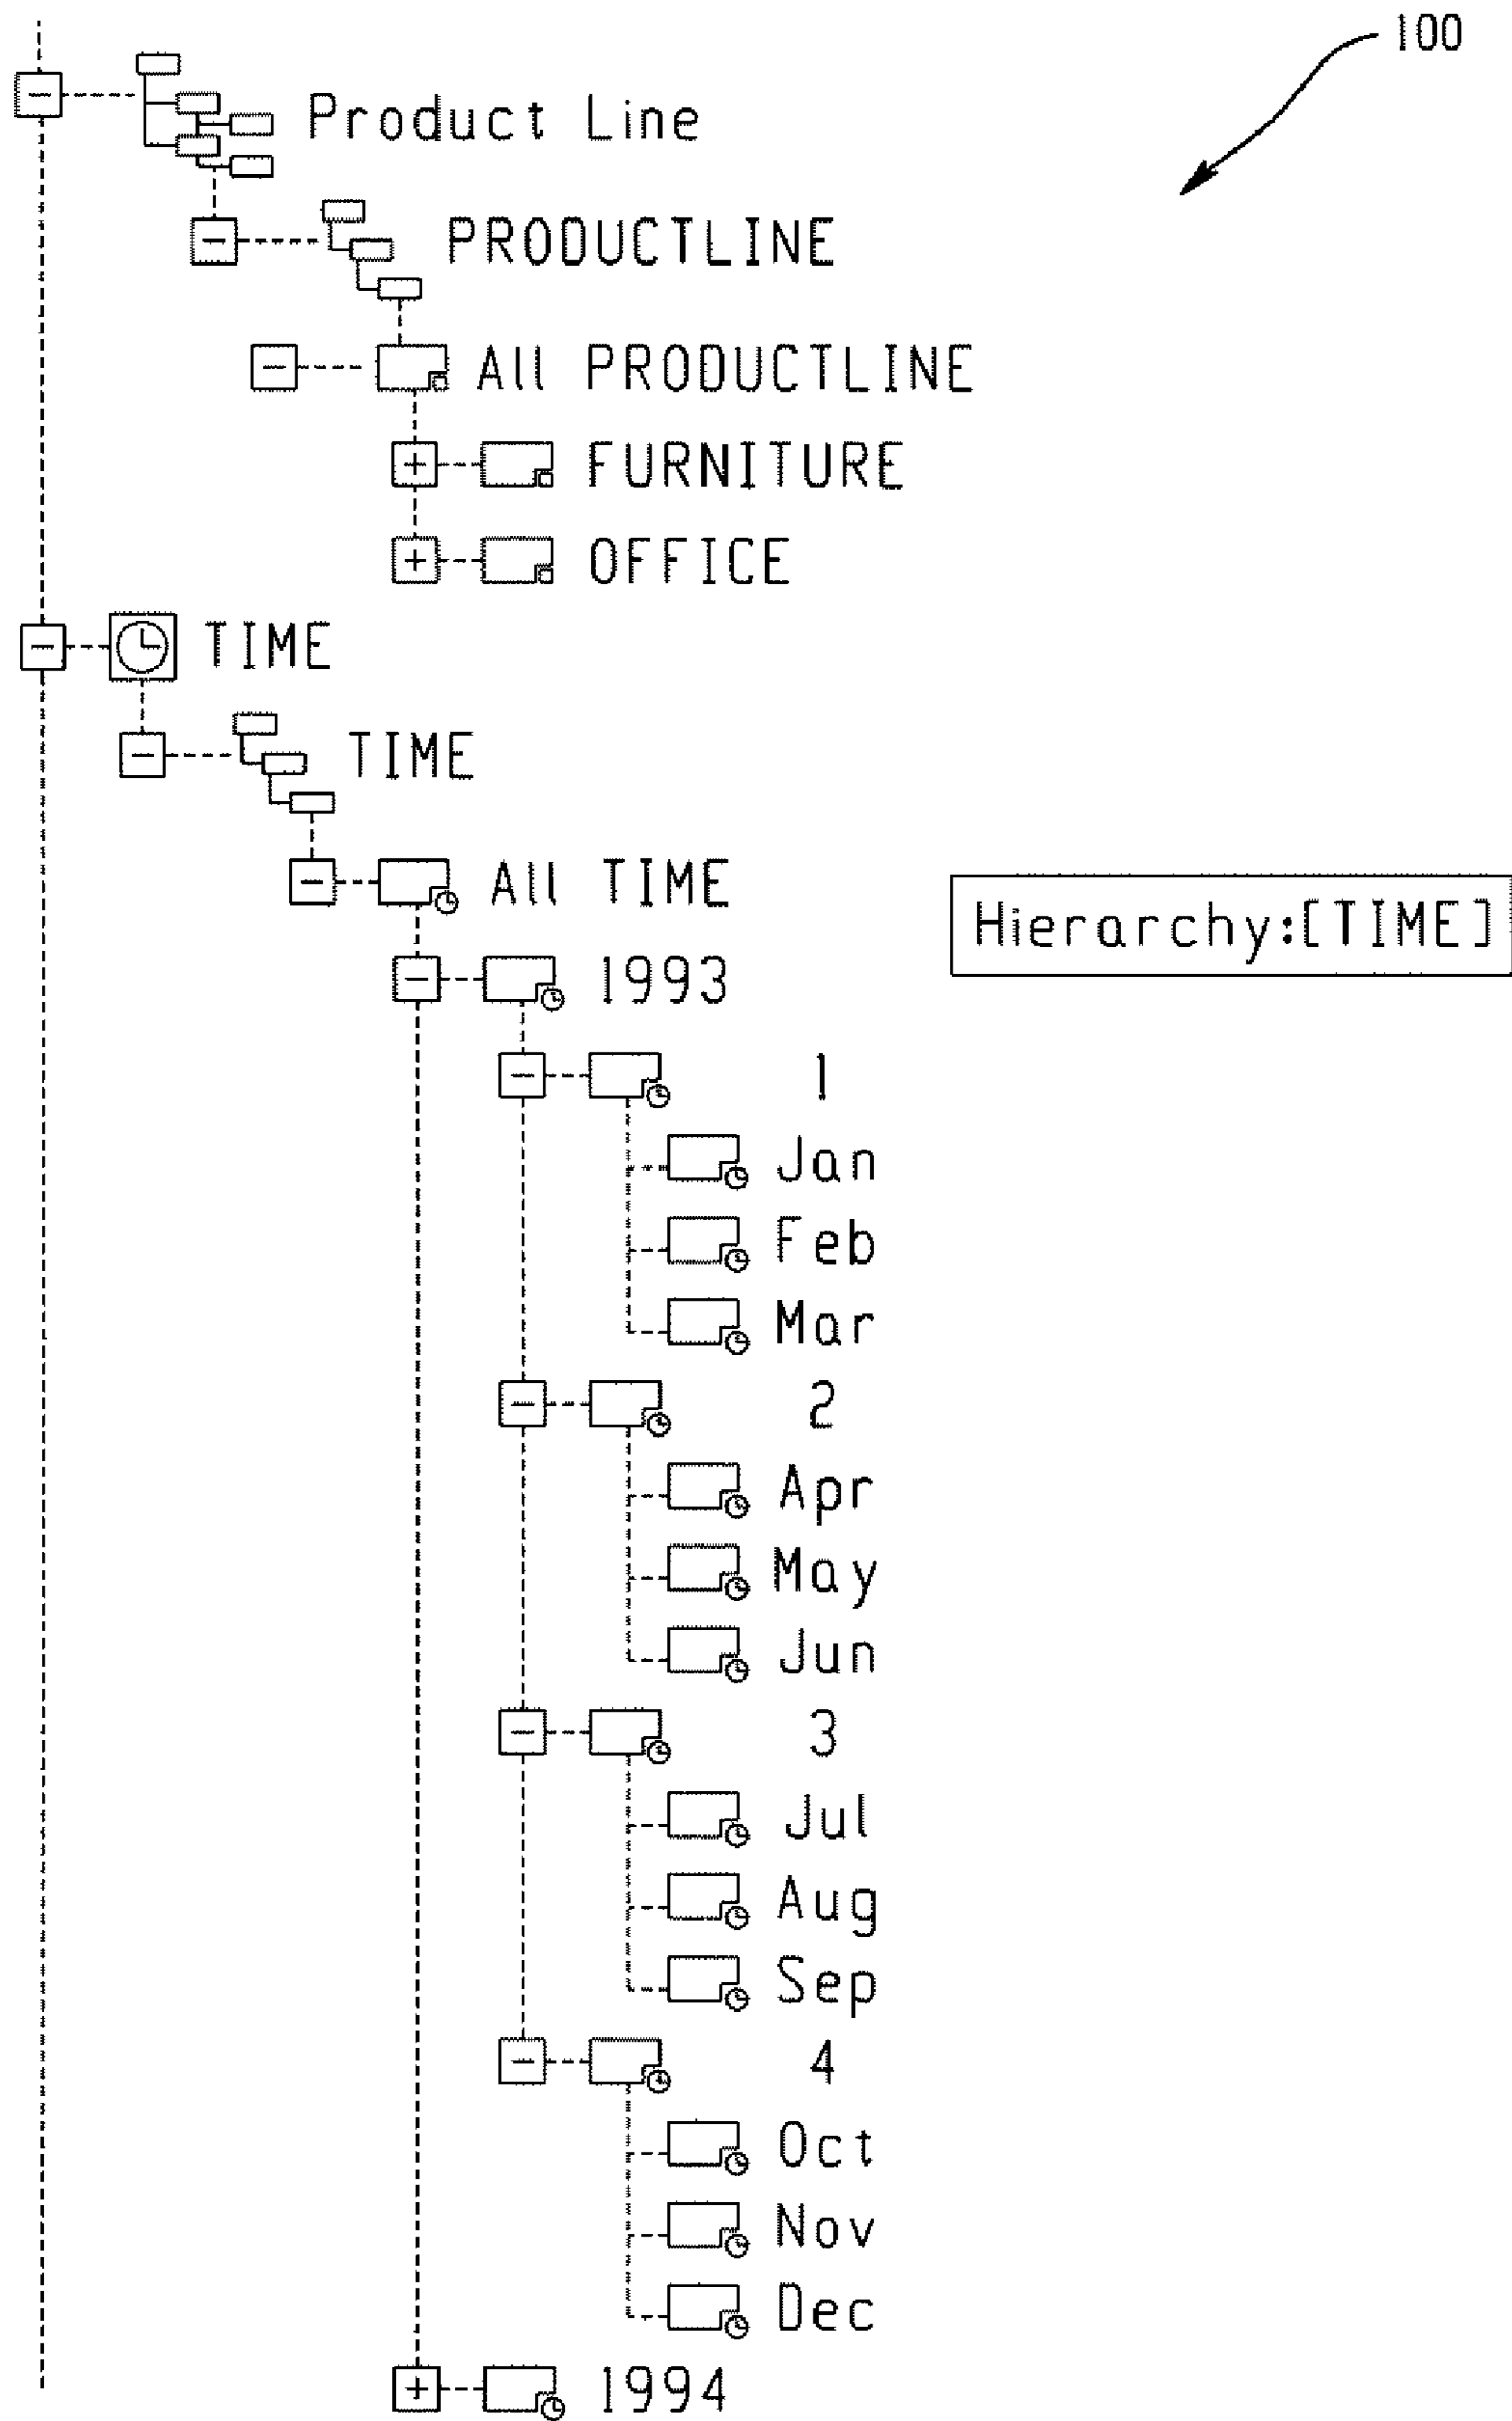 100
Product Line
PRODUCTLINE
All PRODUCTLINE
FURNITURE
OFFICE
TIME
TIME
All TIME
Hierarchy:[TIME]
1993
1
Jan
Feb
Mar
2
Apr
May
Jun
3
Jul
Aug
Sep
4
Oct
Nov
Dec
1994